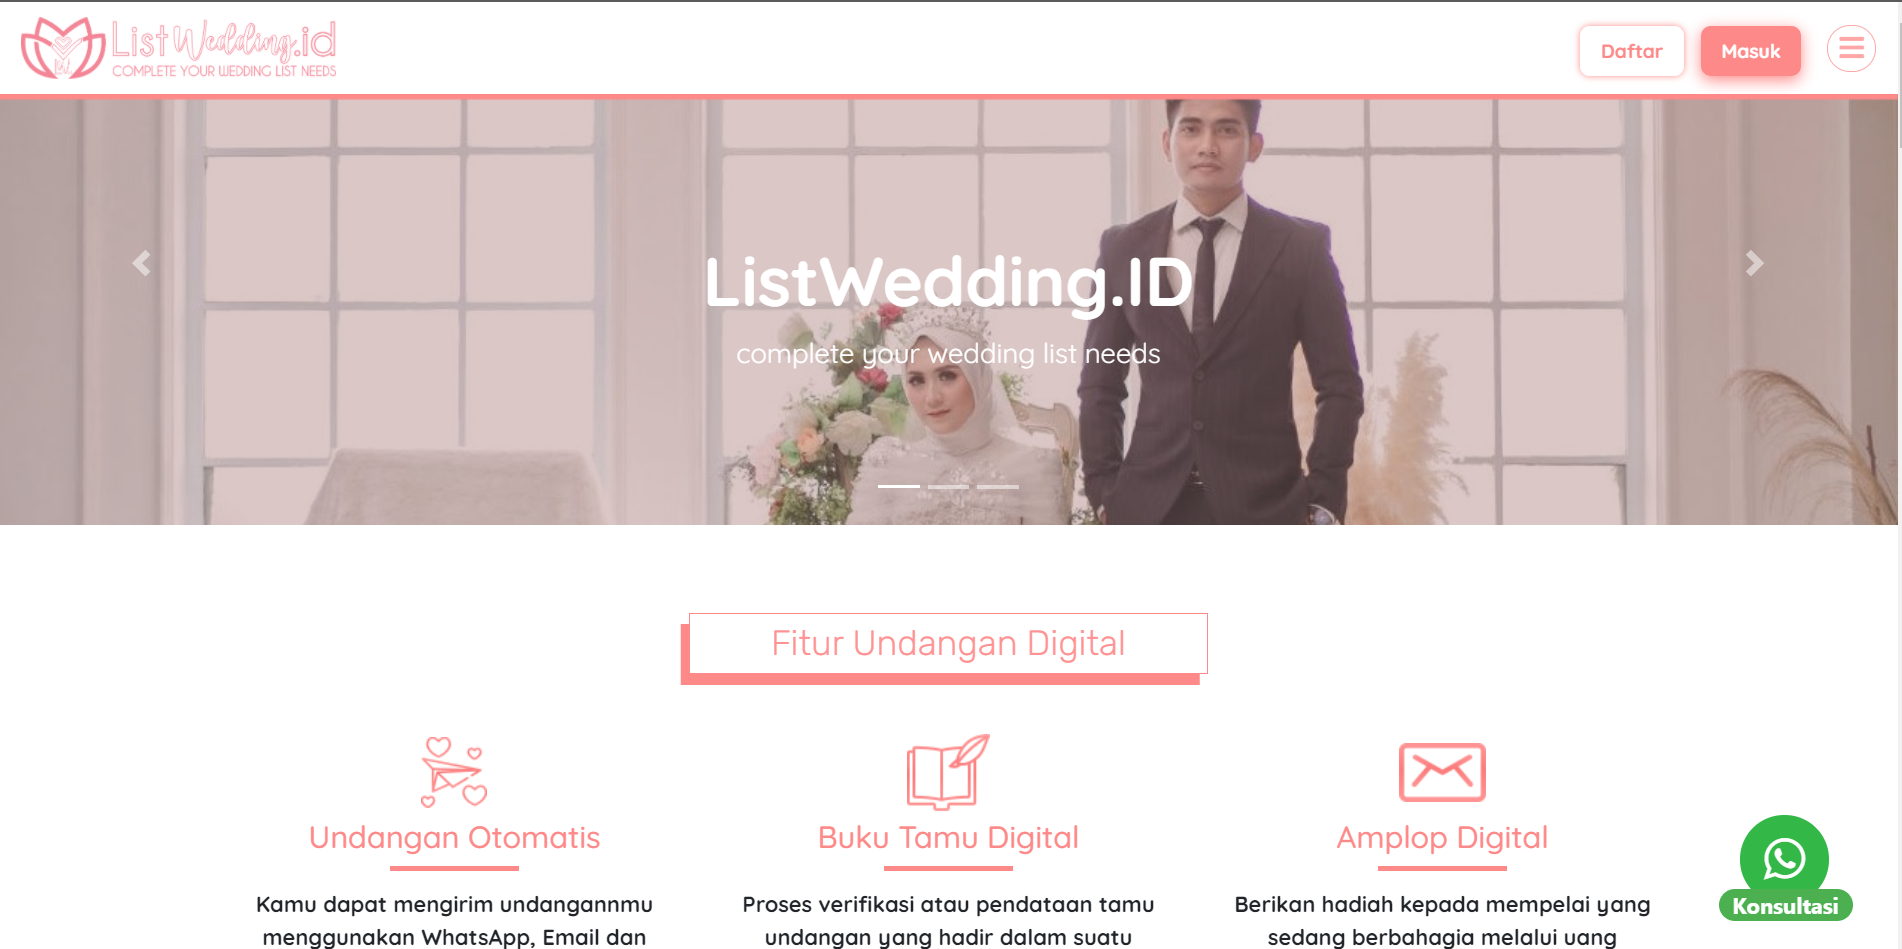 ListWedding.id
COMPLETE YOUR WEDDING LIST NEEDS
Daftar
Masuk
ListWedding.ID
complete your wedding list needs
Fitur Undangan Digital
Undangan Otomatis
Buku Tamu Digital
Amplop Digital
Kamu dapat mengirim undangannmu
menggunakan WhatsApp, Email dan
Proses verifikasi atau pendataan tamu
undangan yang hadir dalam suatu
Berikan hadiah kepada mempelai yang
sedang berbahagia melalui uang
Konsultasi